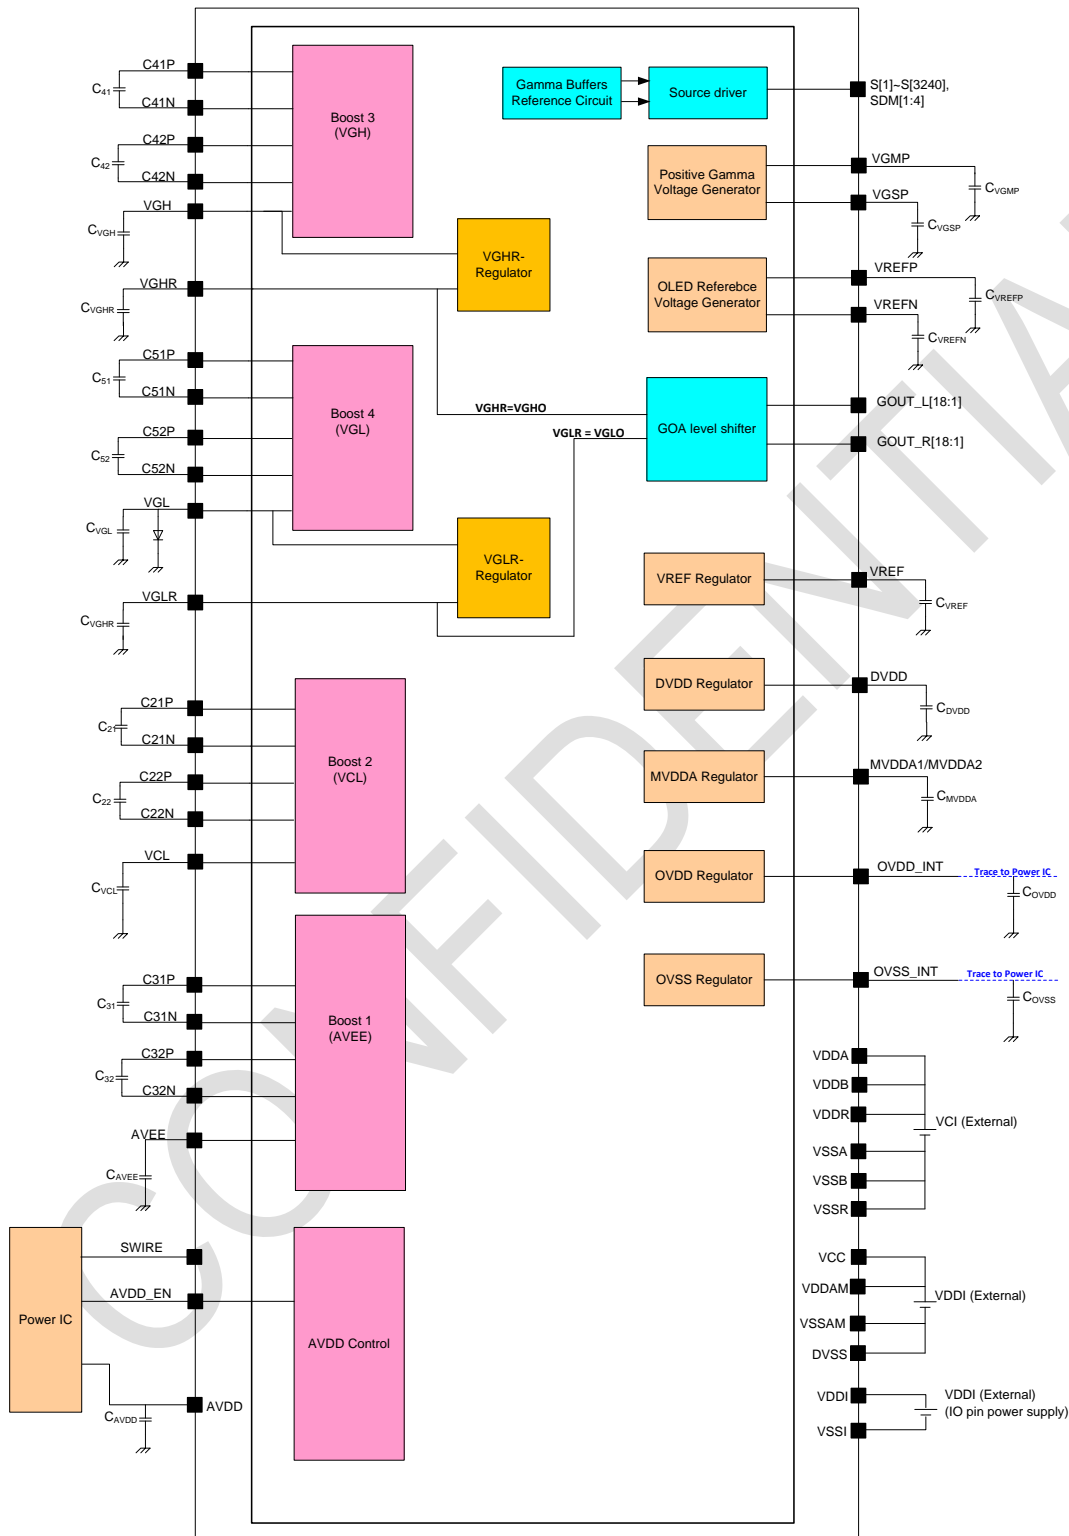 C41P
C41
C41N
C42P
C42
C42N
VGH
CVGH
VGHR
CVGHR
C51P
C51
C51N
C52P
C52
C52N
VGL
CVGL
VGLR
CVGHR
C21P
C21
C21N
C22P
C22
C22N
VCL
CVCL
C31P
C31
C31N
C32P
C32
C32N
AVEE
CAVEE
SWIRE
AVDD_EN
Power IC
AVDD
CAVDD
Boost 3
(VGH)
VGHR-
Regulator
Boost 4
(VGL)
VGLR-
Regulator
Boost 2
(VCL)
Boost 1
(AVEE)
AVDD Control
Gamma Buffers
Reference Circuit
Source driver
Positive Gamma
Voltage Generator
OLED Referebce
Voltage Generator
VGHR=VGHO
VGLR = VGLO
GOA level shifter
VREF Regulator
DVDD Regulator
MVDDA Regulator
OVDD Regulator
OVSS Regulator
S[1]~S[3240],
SDM[1:4]
VGMP
CVGMP
VGSP
CVGSP
VREFP
CVREFP
VREFN
CVREFN
GOUT_L[18:1]
GOUT_R[18:1]
VREF
CVREF
DVDD
CDVDD
MVDDA1/MVDDA2
CMVDDA
OVDD_INT
Trace to Power IC
COVDD
OVSS_INT
Trace to Power IC
COVSS
VDDA
VDDB
VDDR
VCI (External)
VSSA
VSSB
VSSR
VCC
VDDAM
VDDI (External)
VSSAM
DVSS
VDDI
VDDI (External)
(IO pin power supply)
VSSI
CONFIDENTIAL